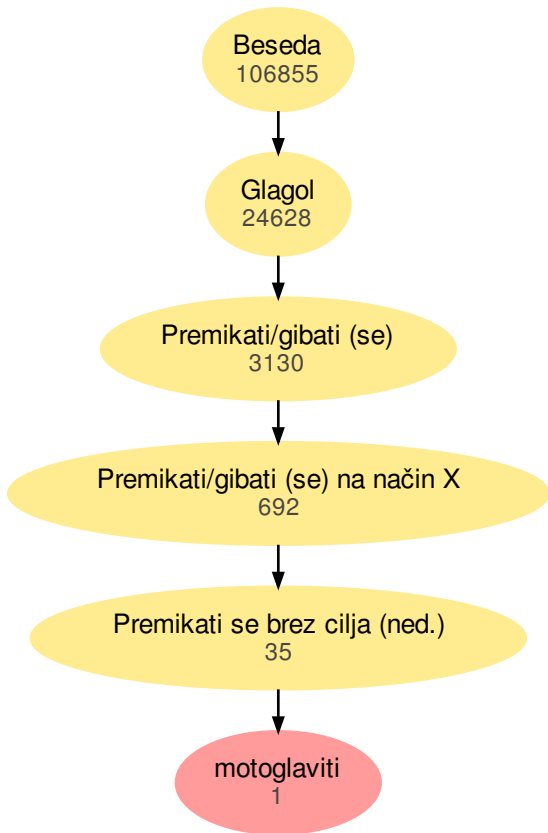 Beseda
106855
Glagol
24628
Premikati/gibati (se)
3130
Premikati/gibati (se) na način X
692
Premikati se brez cilja (ned.)
35
motoglaviti
1